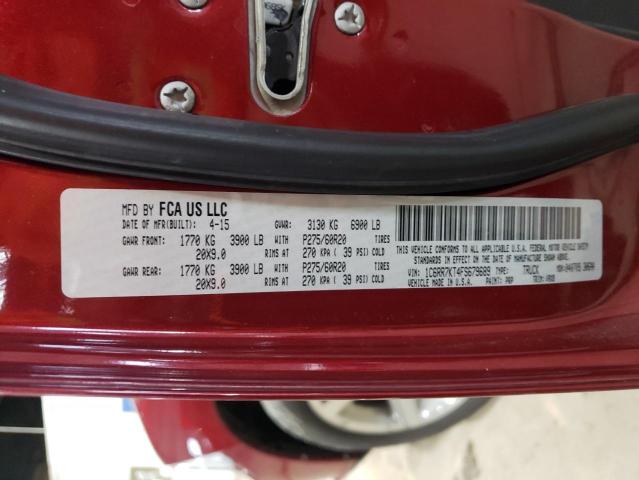 MFD BY FCA US LLC
DATE OF MFR(BUILT): 4-15 GVWR: 3130 KG 6900 LB
GAWR FRONT: 1770 KG 3900 LB WITH P275/60R20 TIRES
20X9.0 RIMS AT 270 KPA ( 39 PSI) COLD
GAWR REAR: 1770 KG 3900 LB WITH P275/60R20 TIRES
20X9.0 RIMS AT 270 KPA ( 39 PSI) COLD
THIS VEHICLE CONFORMS TO ALL APPLICABLE U.S.A. FEDERAL MOTOR VEHICLE SAFETY
STANDARDS IN EFFECT ON THE DATE OF MANUFACTURE SHOWN ABOVE.
VIN: 1C6RR7KT4FS679689 TYPE: TRUCK
VEHICLE MADE IN U.S.A. PAINT: PRP TRIM: